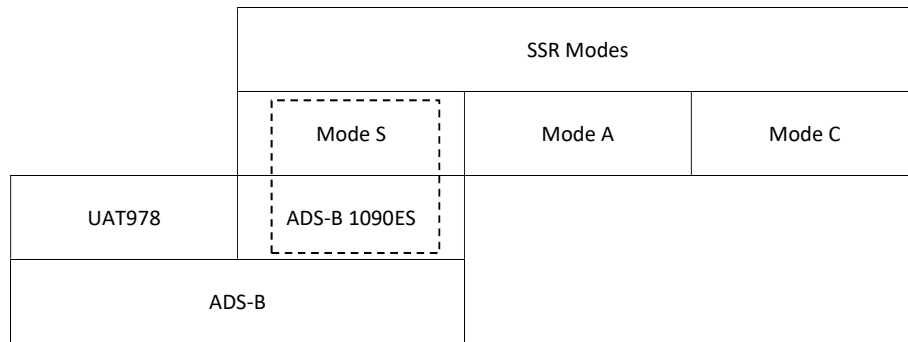 SSR Modes
Mode S
Mode A
Mode C
UAT978
ADS-B 1090ES
ADS-B